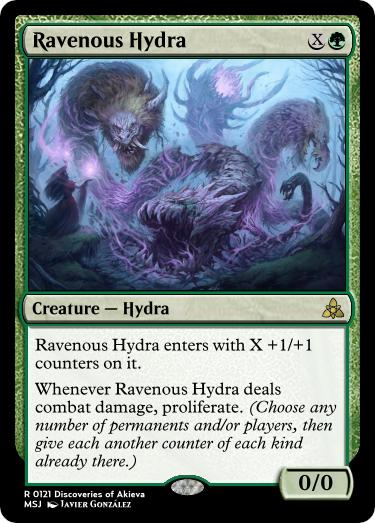 Ravenous Hydra X
Creature — Hydra
Ravenous Hydra enters with X +1/+1
counters on it.
Whenever Ravenous Hydra deals
combat damage, proliferate. (Choose any
number of permanents and/or players, then
give each another counter of each kind
already there.)
0/0
R 0121 Discoveries of Akieva
MSJ Javier González